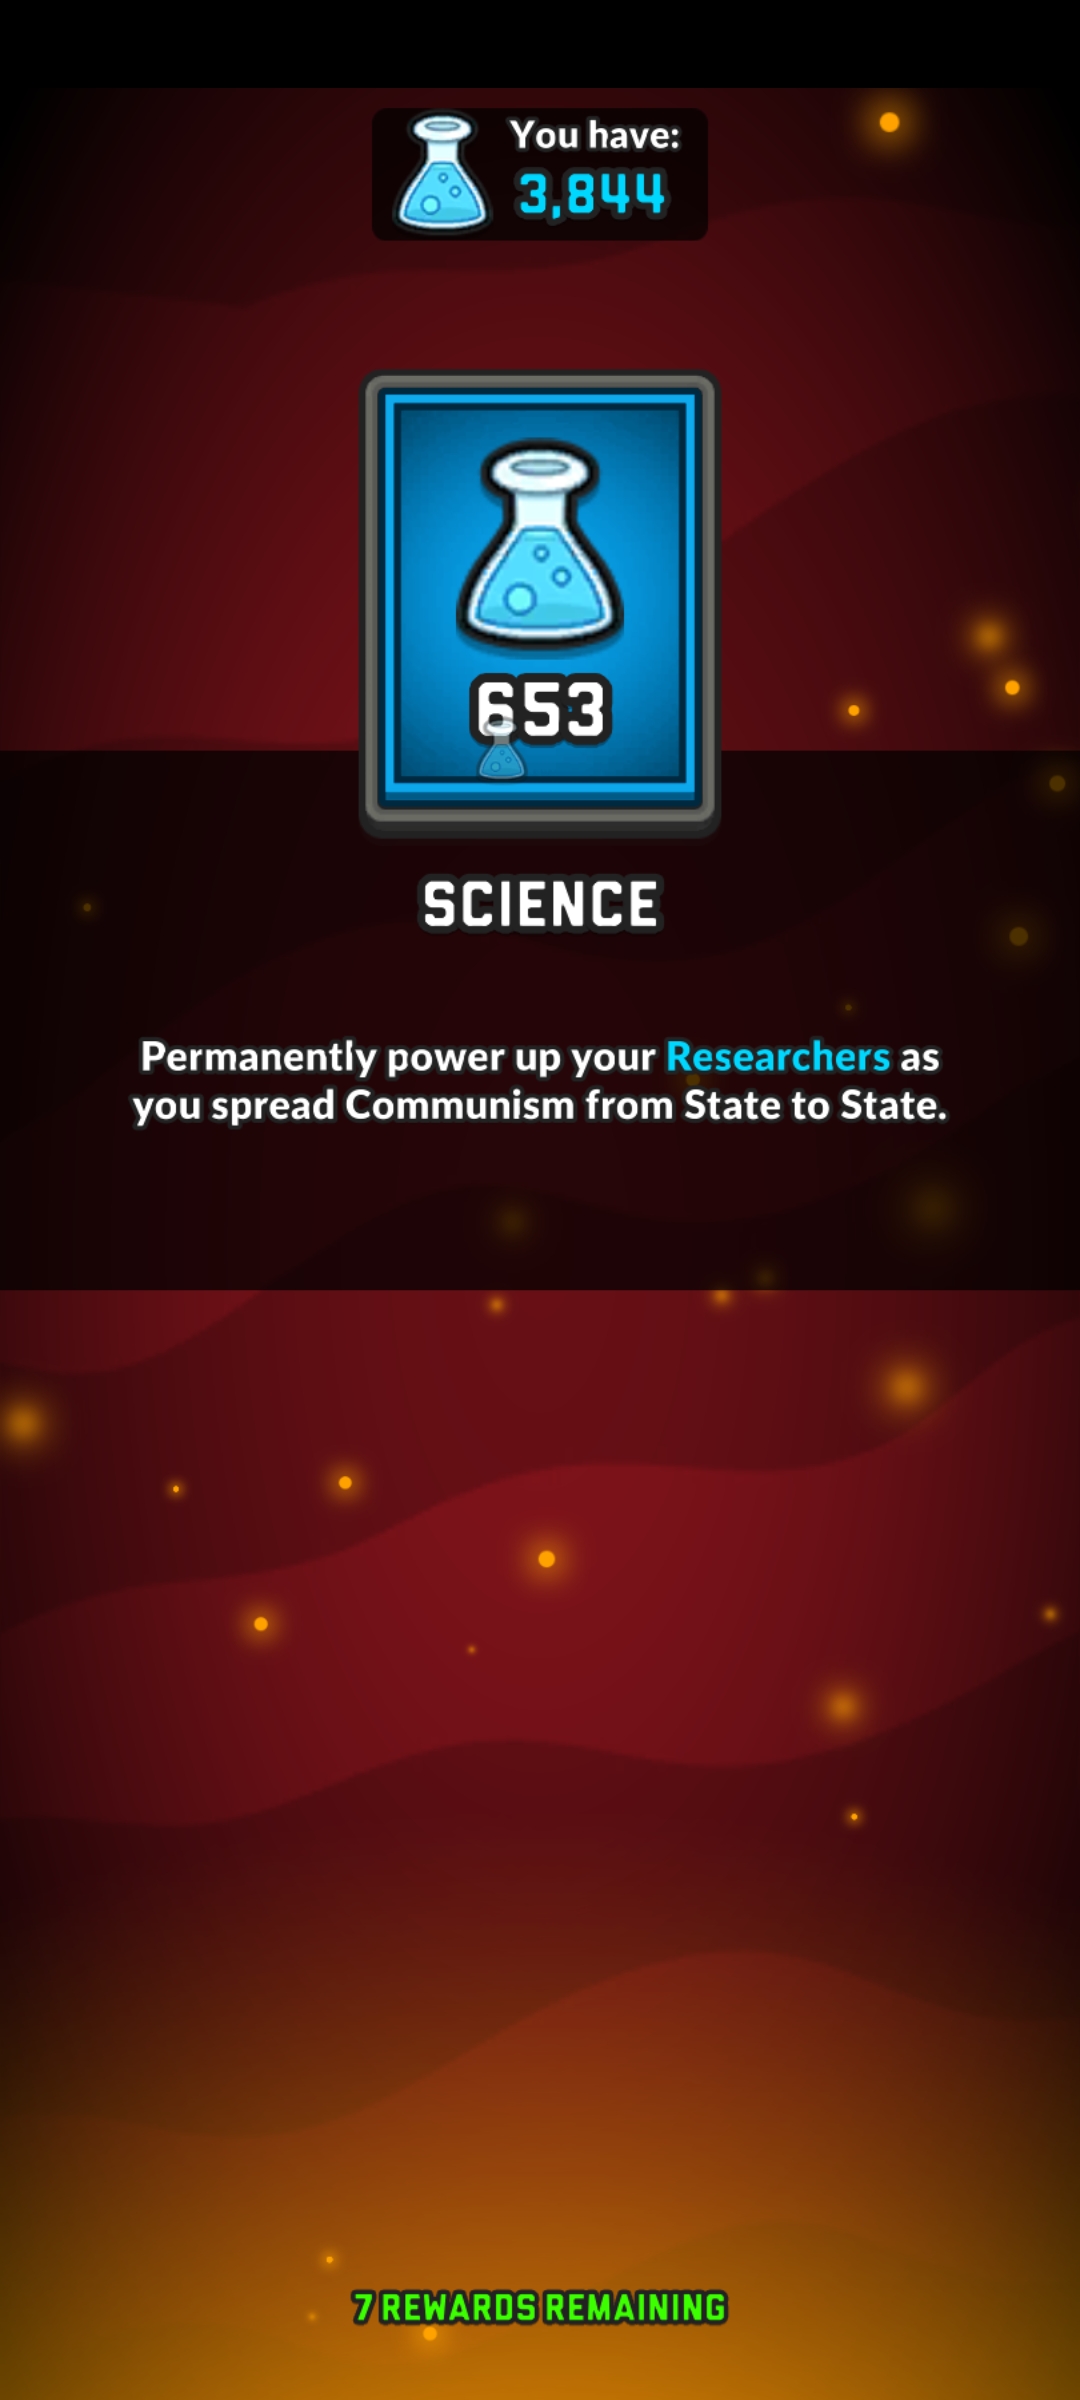 You have:
3,844
653
SCIENCE
Permanently power up your Researchers as
you spread Communism from State to State.
7 REWARDS REMAINING